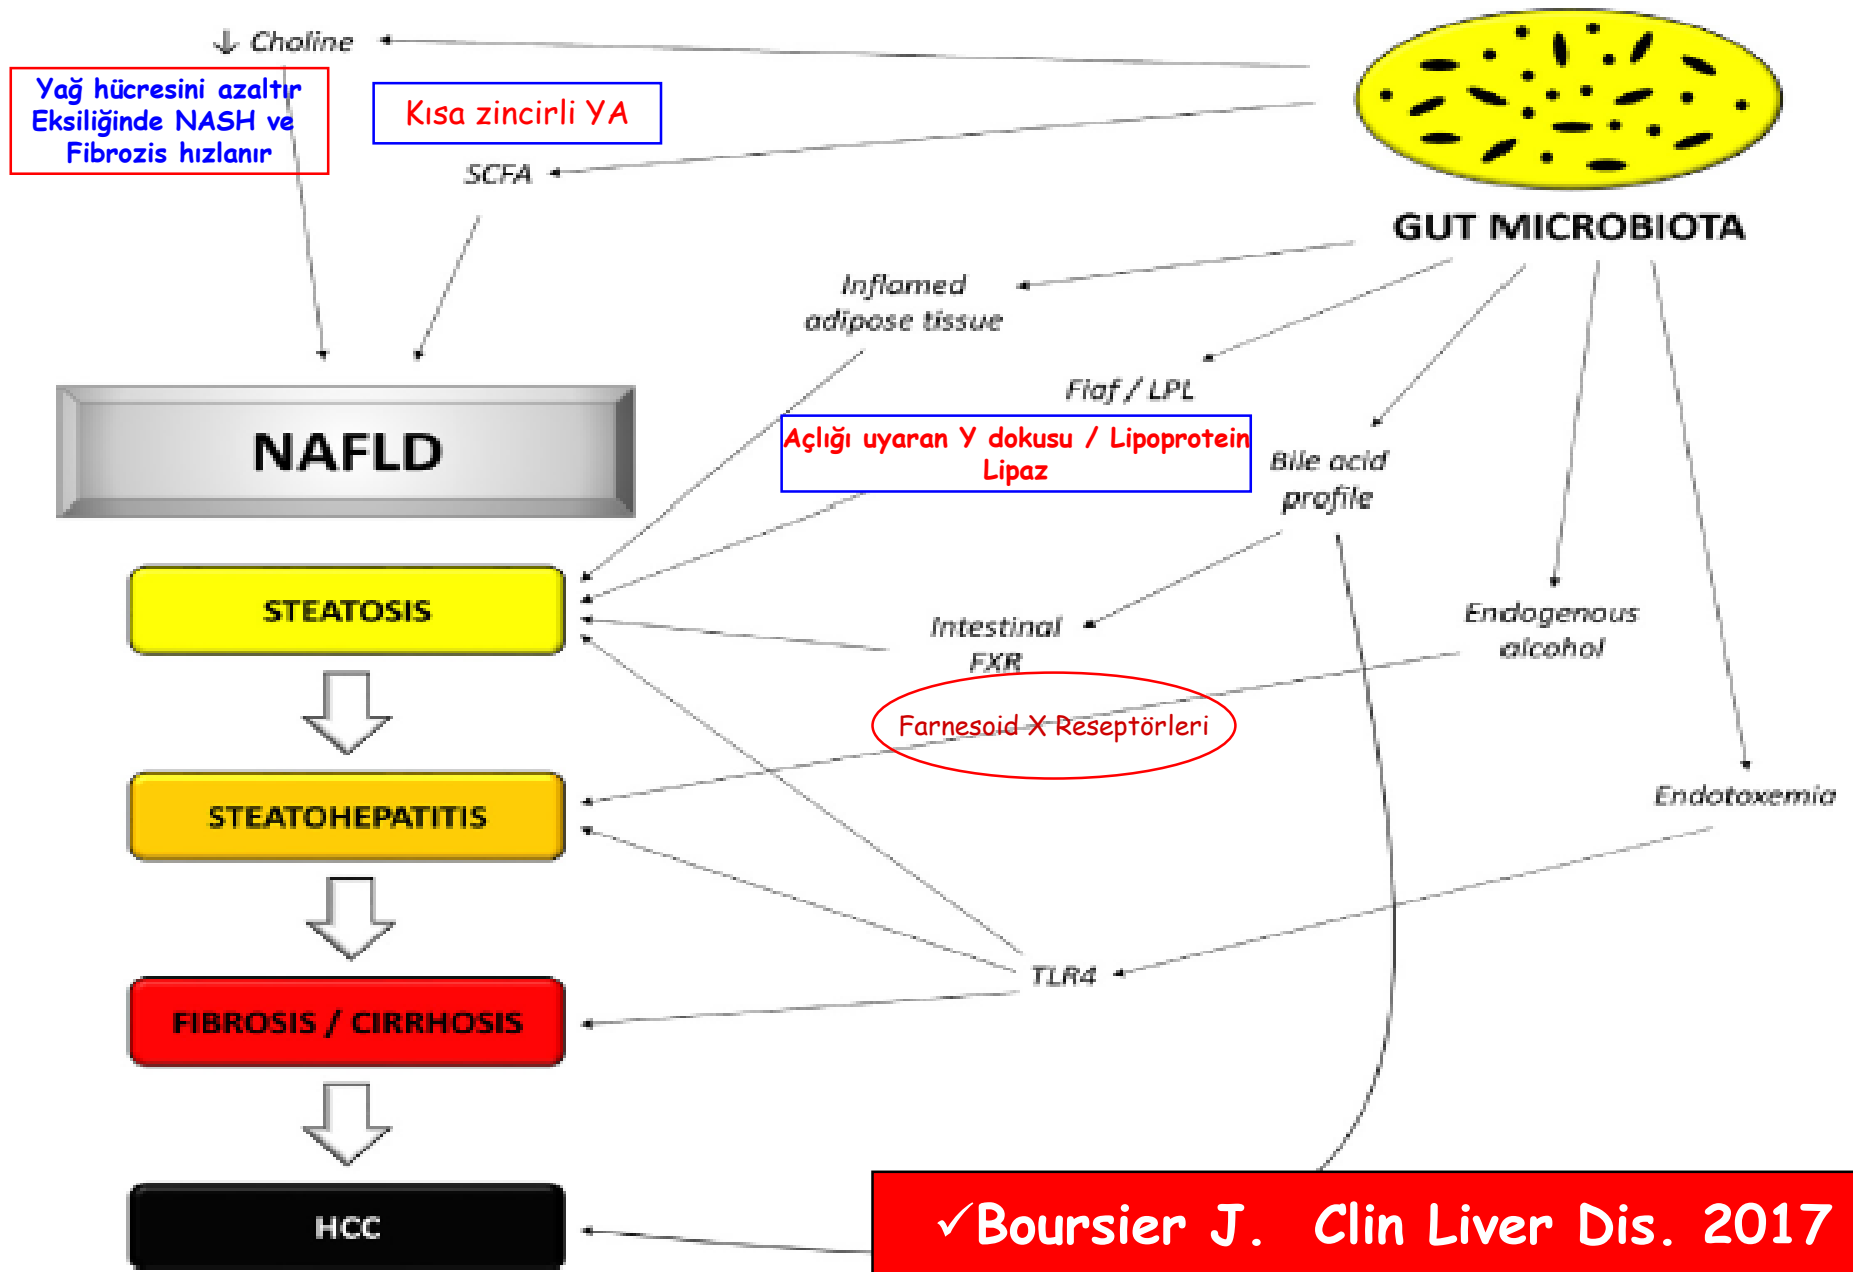 ↓ Choline
Yağ hücresini azaltır
Eksiliğinde NASH ve
Fibrozis hızlanır
Kısa zincirli YA
SCFA
GUT MICROBIOTA
Inflamed
adipose tissue
Fiaf / LPL
Açlığı uyaran Y dokusu / Lipoprotein
Lipaz
NAFLD
Bile acid
profile
STEATOSIS
Intestinal
FXR
Endogenous
alcohol
Farnesoid X Reseptörleri
STEATOHEPATITIS
Endotoxemia
TLR4
FIBROSIS / CIRRHOSIS
HCC
✓Boursier J. Clin Liver Dis. 2017